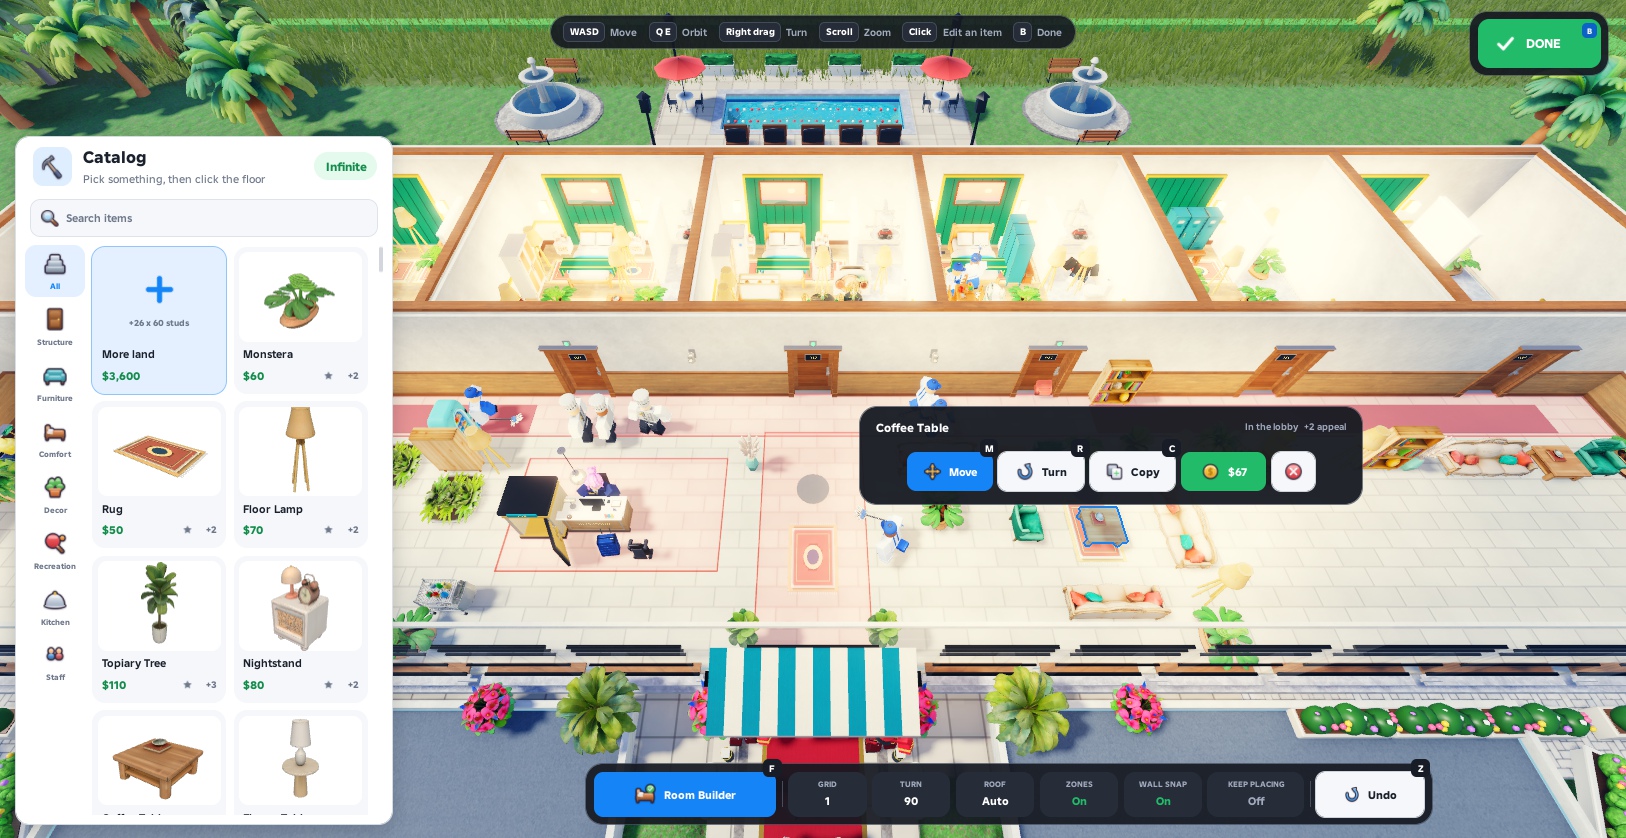 WASD Move Q E Orbit Right drag Turn Scroll Zoom Click Edit an item B Done
DONE B
Catalog
Pick something, then click the floor
Infinite
Search items
All
Structure
Furniture
Comfort
Decor
Recreation
Kitchen
Staff
+26 x 60 studs
More land
$3,600
Monstera
$60 +2
Rug
$50 +2
Floor Lamp
$70 +2
Topiary Tree
$110 +3
Nightstand
$80 +2
Coffee Table
In the lobby +2 appeal
M
Move
R
Turn
C
Copy
$67
F
Room Builder
GRID
1
TURN
90
ROOF
Auto
ZONES
On
WALL SNAP
On
KEEP PLACING
Off
Z
Undo